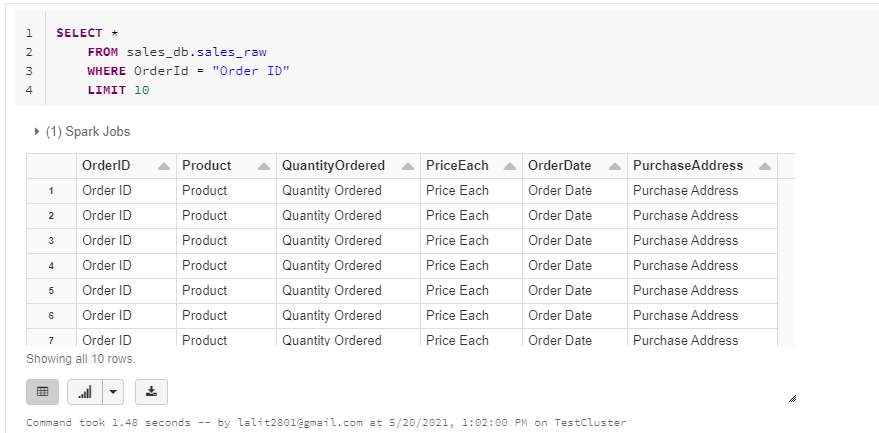 1 SELECT *
2 FROM sales_db.sales_raw
3 WHERE OrderId = "Order ID"
4 LIMIT 10
(1) Spark Jobs
OrderID Product QuantityOrdered PriceEach OrderDate PurchaseAddress
1 Order ID Product Quantity Ordered Price Each Order Date Purchase Address
2 Order ID Product Quantity Ordered Price Each Order Date Purchase Address
3 Order ID Product Quantity Ordered Price Each Order Date Purchase Address
4 Order ID Product Quantity Ordered Price Each Order Date Purchase Address
5 Order ID Product Quantity Ordered Price Each Order Date Purchase Address
6 Order ID Product Quantity Ordered Price Each Order Date Purchase Address
7 Order ID Product Quantity Ordered Price Each Order Date Purchase Address
Showing all 10 rows.
Command took 1.48 seconds -- by lalit2801@gmail.com at 5/20/2021, 1:02:00 PM on TestCluster